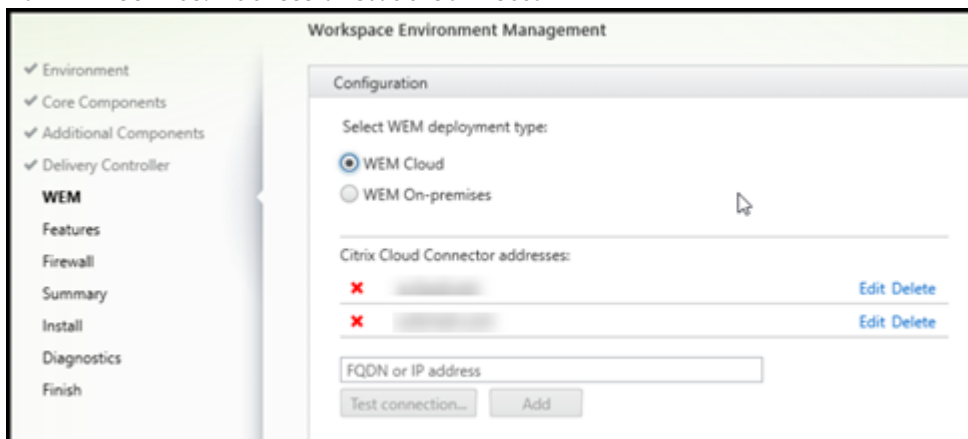 Workspace Environment Management
Environment
Core Components
Additional Components
Delivery Controller
WEM
Features
Firewall
Summary
Install
Diagnostics
Finish
Configuration
Select WEM deployment type:
WEM Cloud
WEM On-premises
Citrix Cloud Connector addresses:
Edit Delete
Edit Delete
FQDN or IP address
Test connection... Add